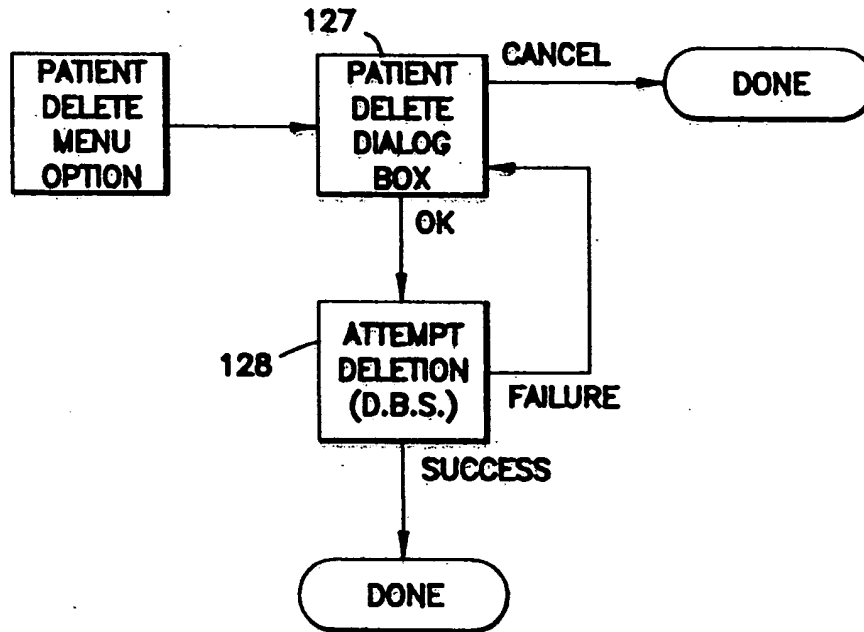 127
PATIENT
DELETE
MENU
OPTION
PATIENT
DELETE
DIALOG
BOX
CANCEL
DONE
OK
128
ATTEMPT
DELETION
(D.B.S.)
FAILURE
SUCCESS
DONE